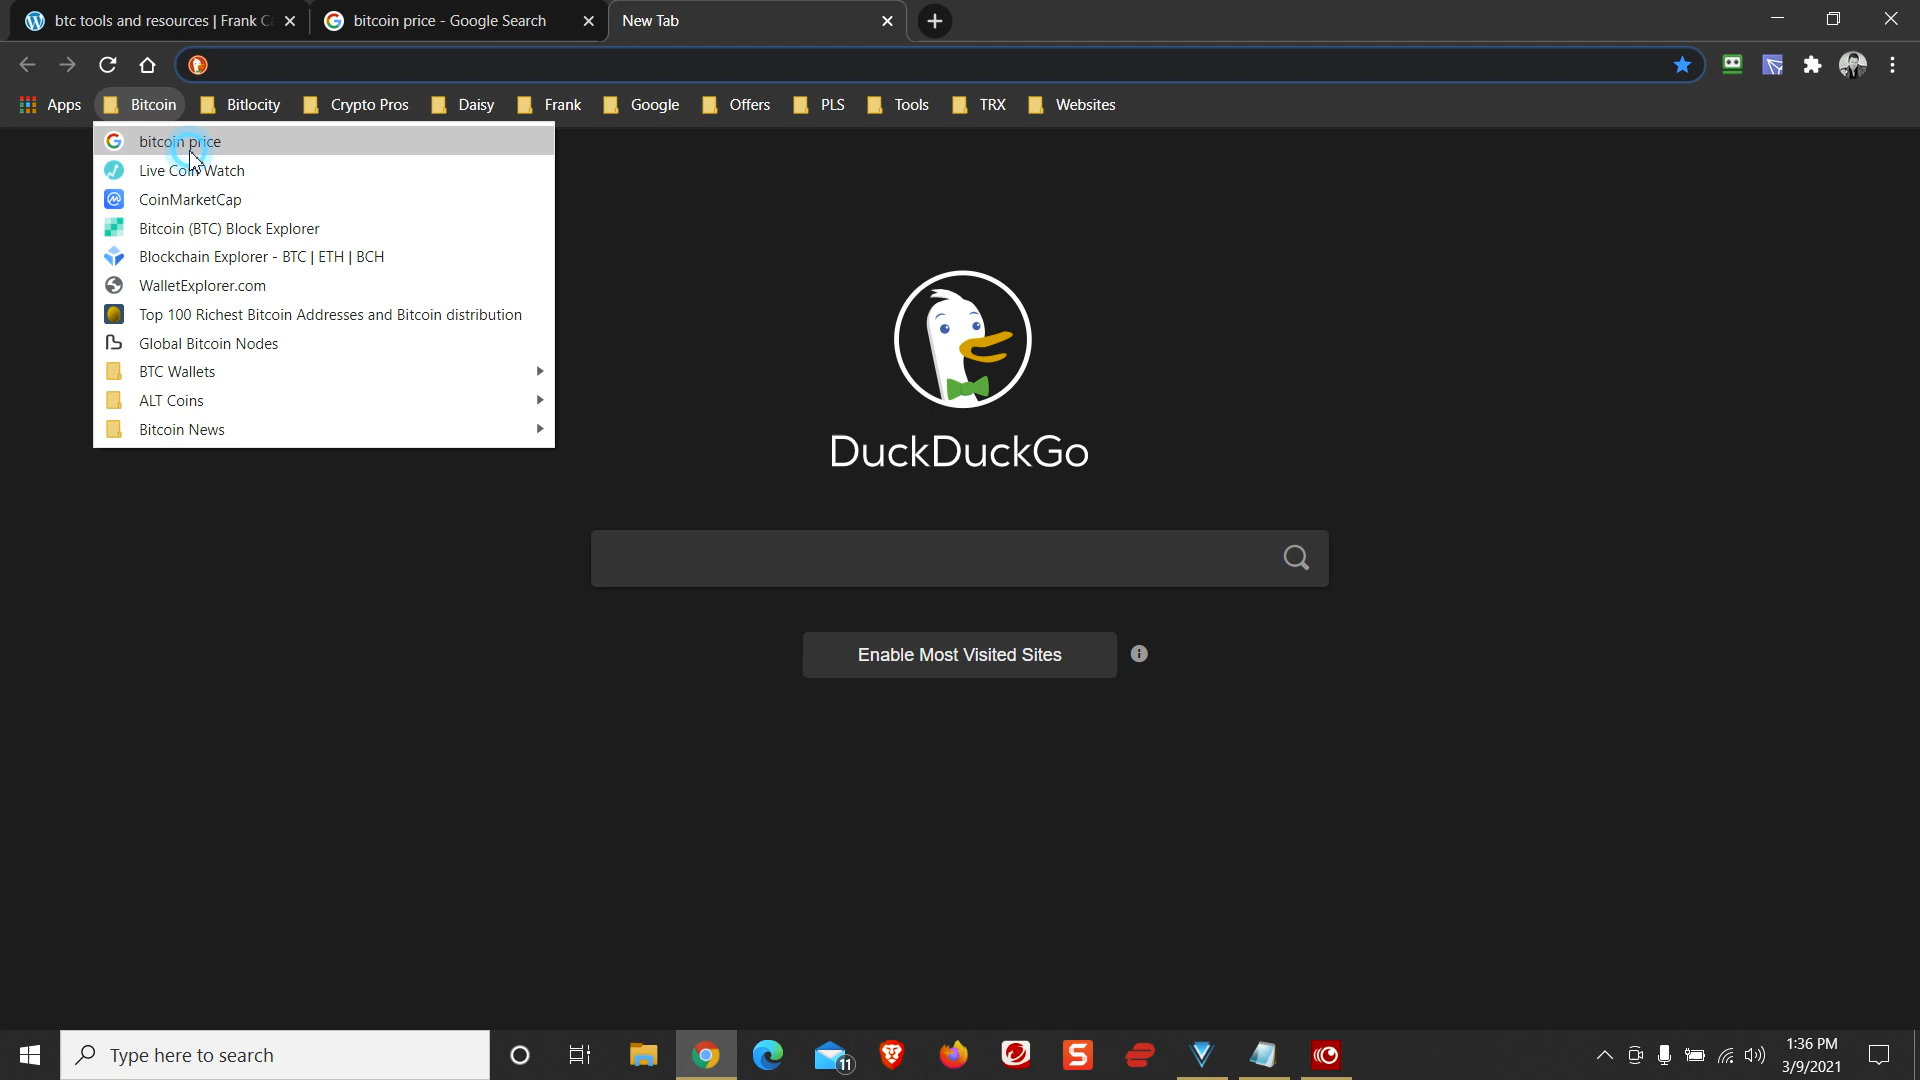 btc tools and resources | Frank C
bitcoin price - Google Search
New Tab
Apps
Bitcoin
Bitlocity
Crypto Pros
Daisy
Frank
Google
Offers
PLS
Tools
TRX
Websites
bitcoin price
Live Coin Watch
CoinMarketCap
Bitcoin (BTC) Block Explorer
Blockchain Explorer - BTC | ETH | BCH
WalletExplorer.com
Top 100 Richest Bitcoin Addresses and Bitcoin distribution
Global Bitcoin Nodes
BTC Wallets
ALT Coins
Bitcoin News
DuckDuckGo
Enable Most Visited Sites
Type here to search
11
1:36 PM
3/9/2021